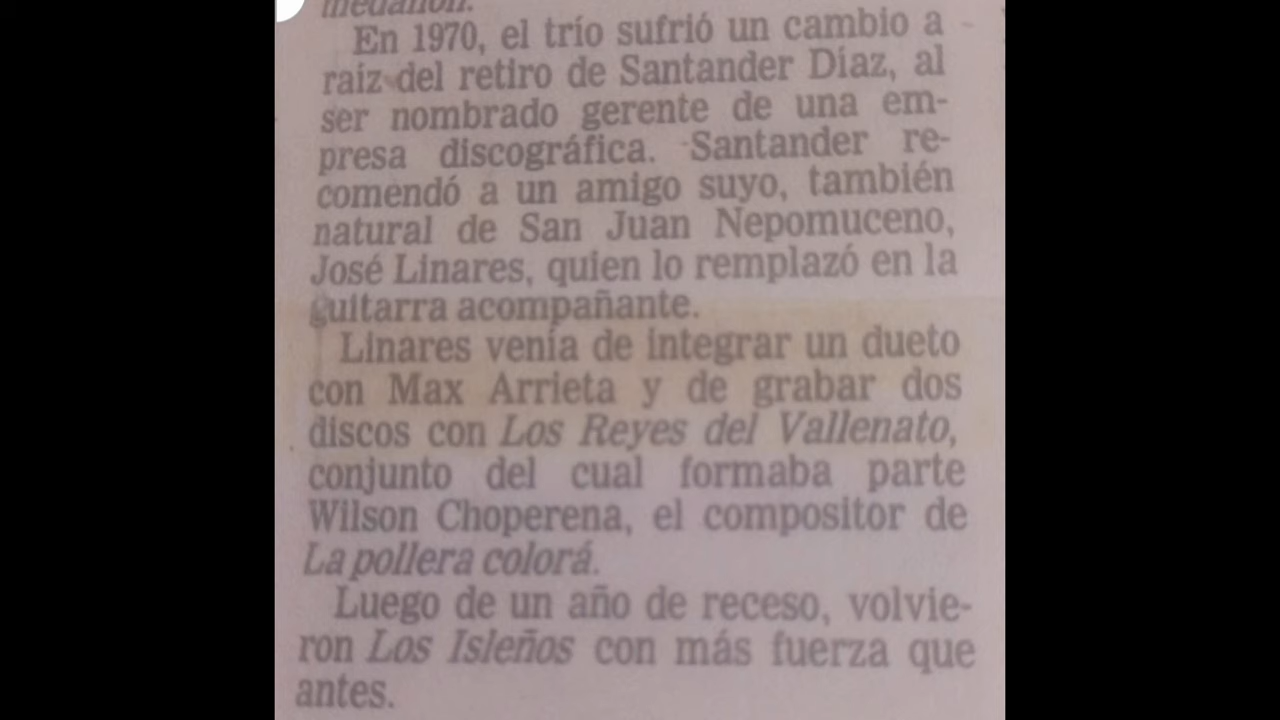 medallón.
En 1970, el trío sufrió un cambio a
raiz del retiro de Santander Díaz, al
ser nombrado gerente de una em-
presa discográfica. Santander re-
comendó a un amigo suyo, también
natural de San Juan Nepomuceno,
José Linares, quien lo remplazó en la
guitarra acompañante.
Linares venía de integrar un dueto
con Max Arrieta y de grabar dos
discos con Los Reyes del Vallenato,
conjunto del cual formaba parte
Wilson Choperena, el compositor de
La pollera colorá.
Luego de un año de receso, volvie-
ron Los Isleños con más fuerza que
antes.